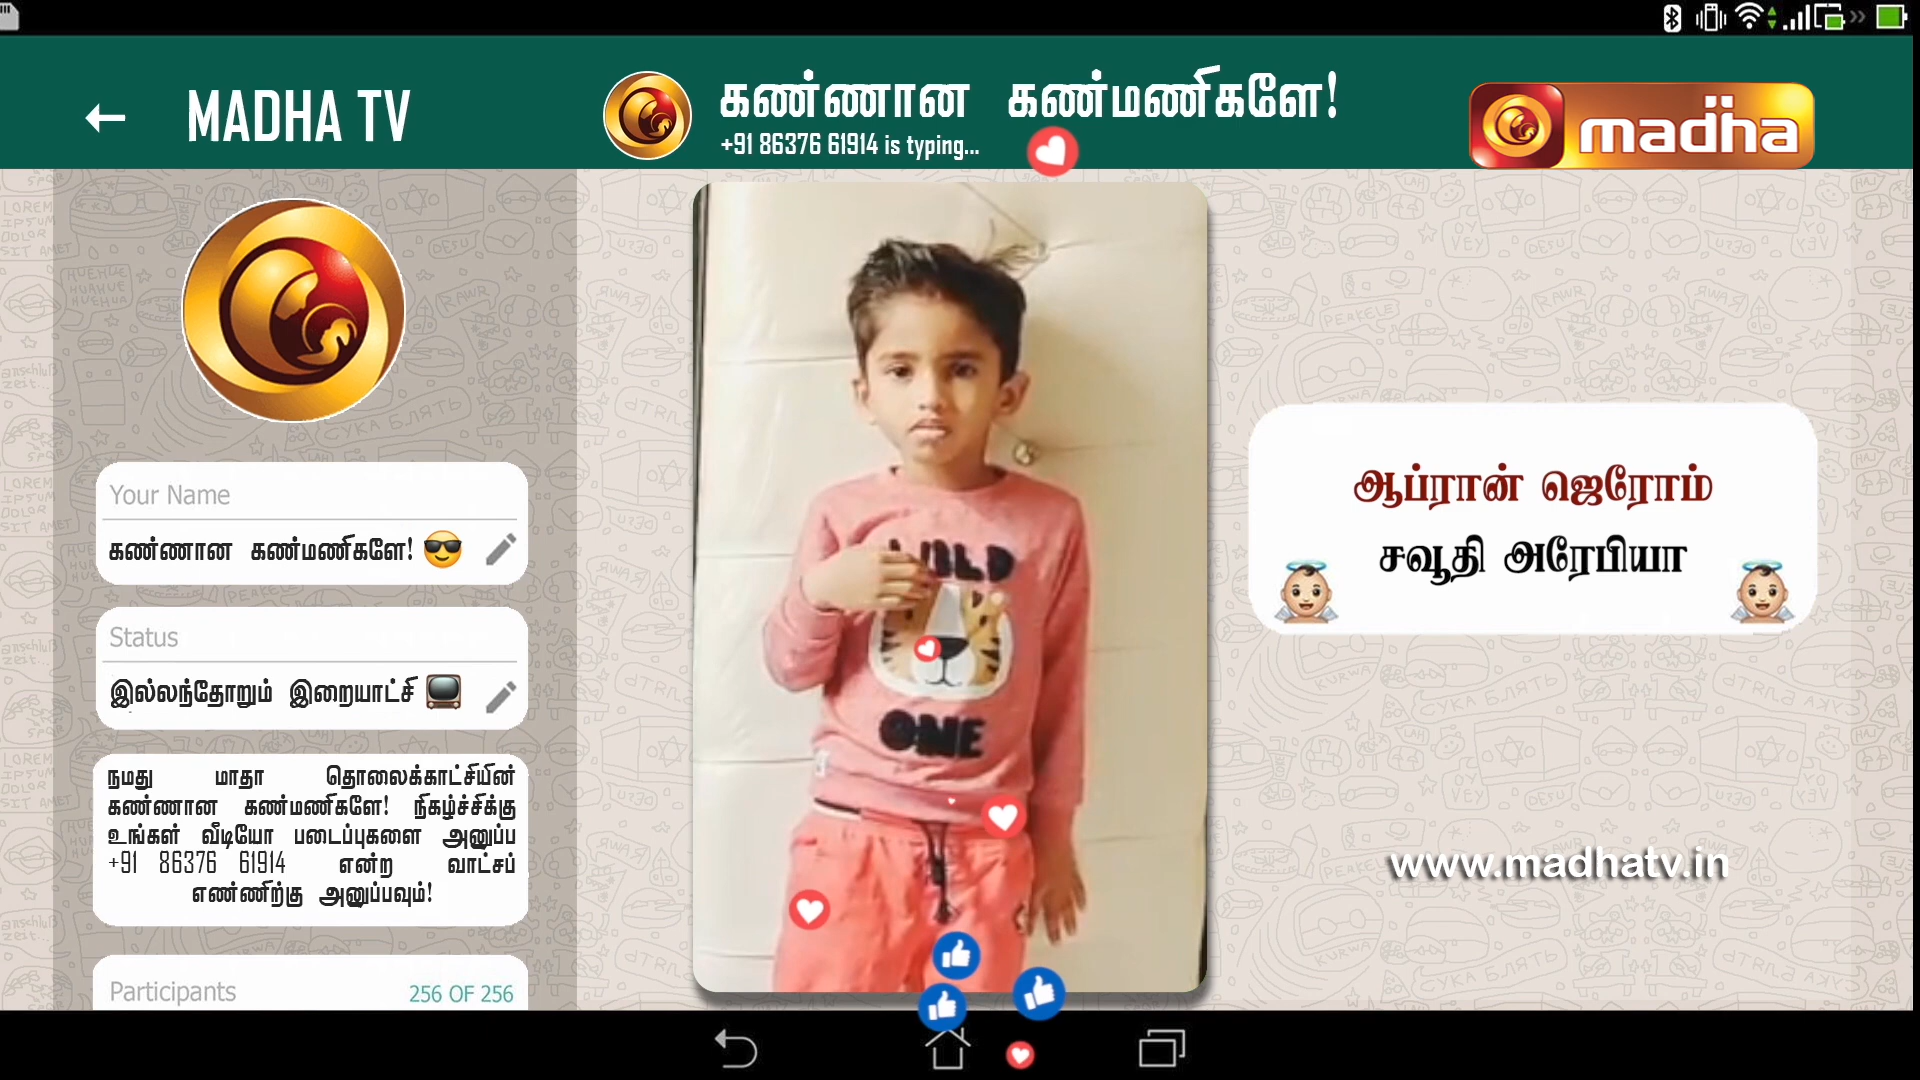 MADHA TV
கண்ணான கண்மணிகளே!
+91 86376 61914 is typing...
madha
Your Name
கண்ணான கண்மணிகளே!
Status
இல்லந்தோறும் இறையாட்சி
நமது மாதா தொலைக்காட்சியின்
கண்ணான கண்மணிகளே! நிகழ்ச்சிக்கு
உங்கள் வீடியோ படைப்புகளை அனுப்ப
+91 86376 61914 என்ற வாட்சப்
எண்ணிற்கு அனுப்பவும்!
Participants 256 OF 256
ONE
ஆப்ரான் ஜெரோம்
சவூதி அரேபியா
www.madhatv.in